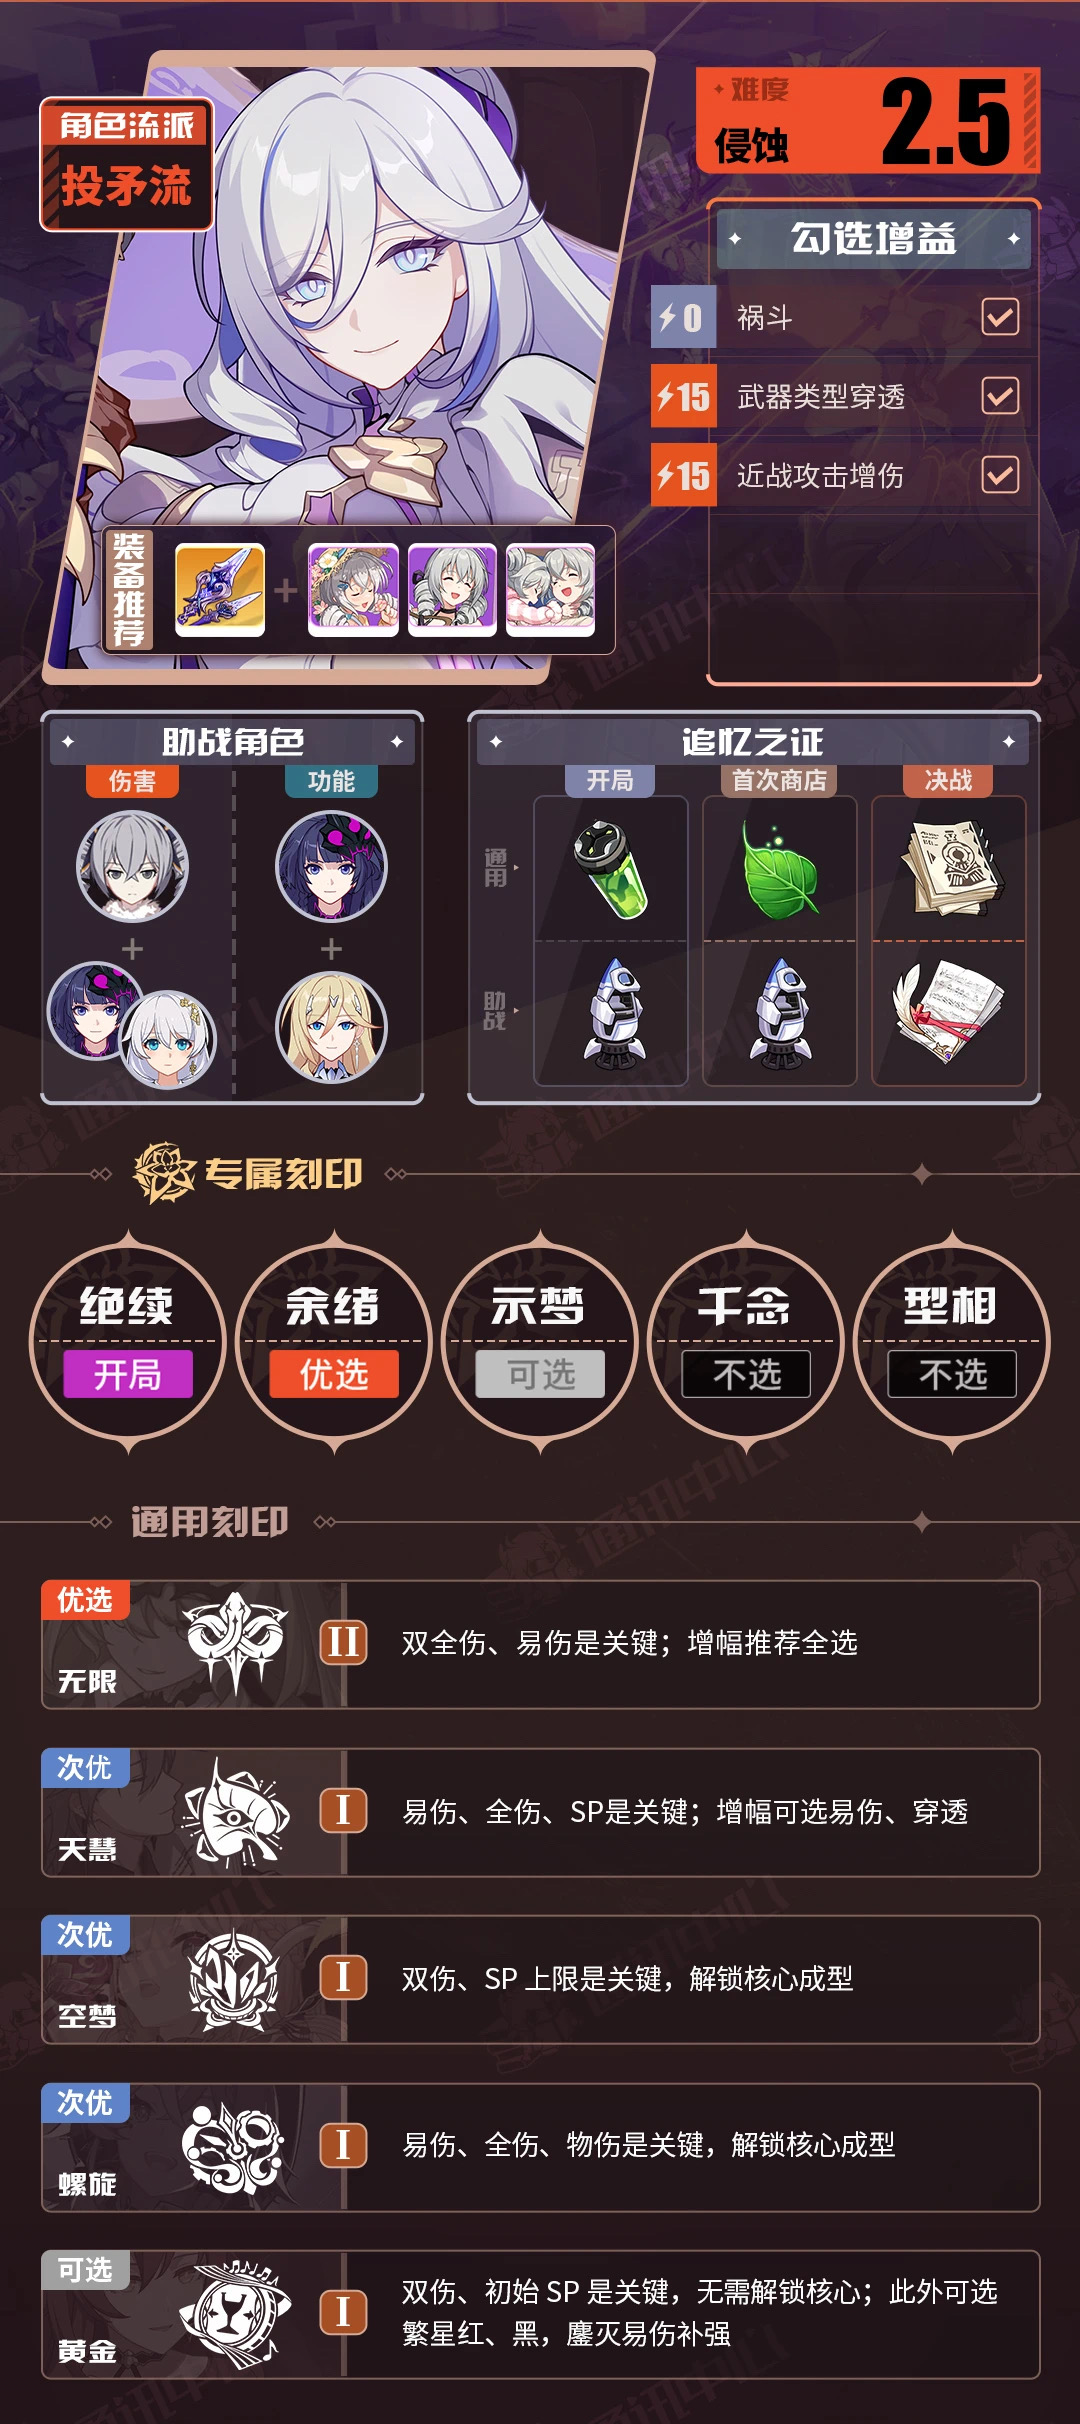 角色流派
投矛流
难度
侵蚀
2.5
勾选增益
0
祸斗
15
武器类型穿透
15
近战攻击增伤
装备推荐
助战角色
伤害
功能
追忆之证
开局
首次商店
决战
通用
助战
专属刻印
绝续
开局
余绪
优选
示梦
可选
千念
不选
型相
不选
通用刻印
优选
无限
II
双全伤、易伤是关键；增幅推荐全选
次优
天慧
I
易伤、全伤、SP是关键；增幅可选易伤、穿透
次优
空梦
I
双伤、SP 上限是关键，解锁核心成型
次优
螺旋
I
易伤、全伤、物伤是关键，解锁核心成型
可选
黄金
I
双伤、初始 SP 是关键，无需解锁核心；此外可选
繁星红、黑，鏖灭易伤补强
通讯中心